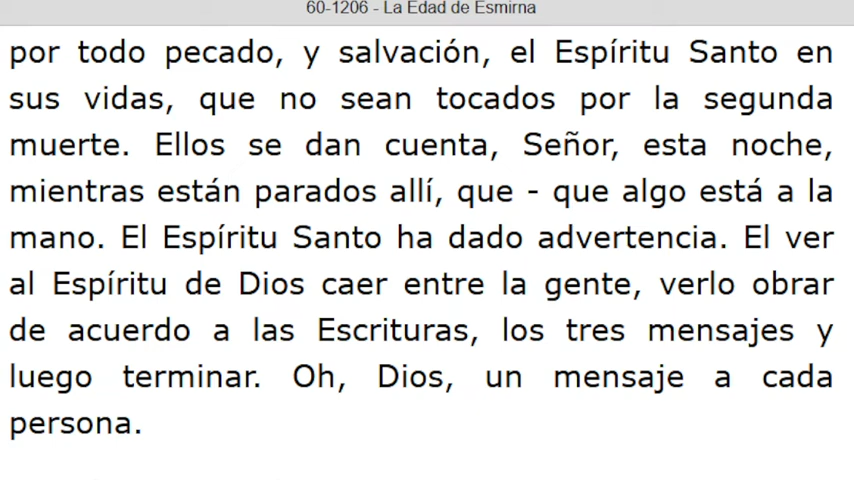 60-1206 - La Edad de Esmirna
por todo pecado, y salvación, el Espíritu Santo en
sus vidas, que no sean tocados por la segunda
muerte. Ellos se dan cuenta, Señor, esta noche,
mientras están parados allí, que - que algo está a la
mano. El Espíritu Santo ha dado advertencia. El ver
al Espíritu de Dios caer entre la gente, verlo obrar
de acuerdo a las Escrituras, los tres mensajes y
luego terminar. Oh, Dios, un mensaje a cada
persona.